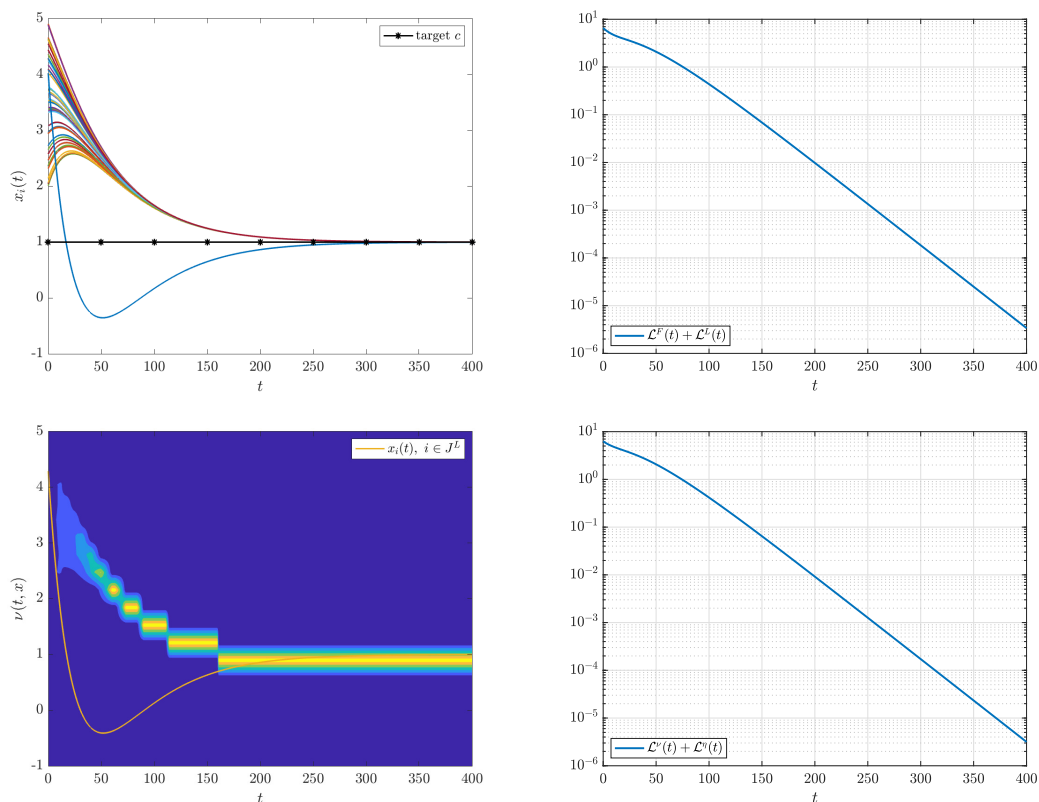 5
4
3
2
1
0
-1
x_i(t)
target c
0 50 100 150 200 250 300 350 400
t
10^1
10^0
10^{-1}
10^{-2}
10^{-3}
10^{-4}
10^{-5}
10^{-6}
ℒ^F(t) + ℒ^L(t)
0 50 100 150 200 250 300 350 400
t
5
4
3
2
1
0
-1
ν(t, x)
x_i(t), i ∈ J^L
0 50 100 150 200 250 300 350 400
t
10^1
10^0
10^{-1}
10^{-2}
10^{-3}
10^{-4}
10^{-5}
10^{-6}
ℒ^ν(t) + ℒ^η(t)
0 50 100 150 200 250 300 350 400
t